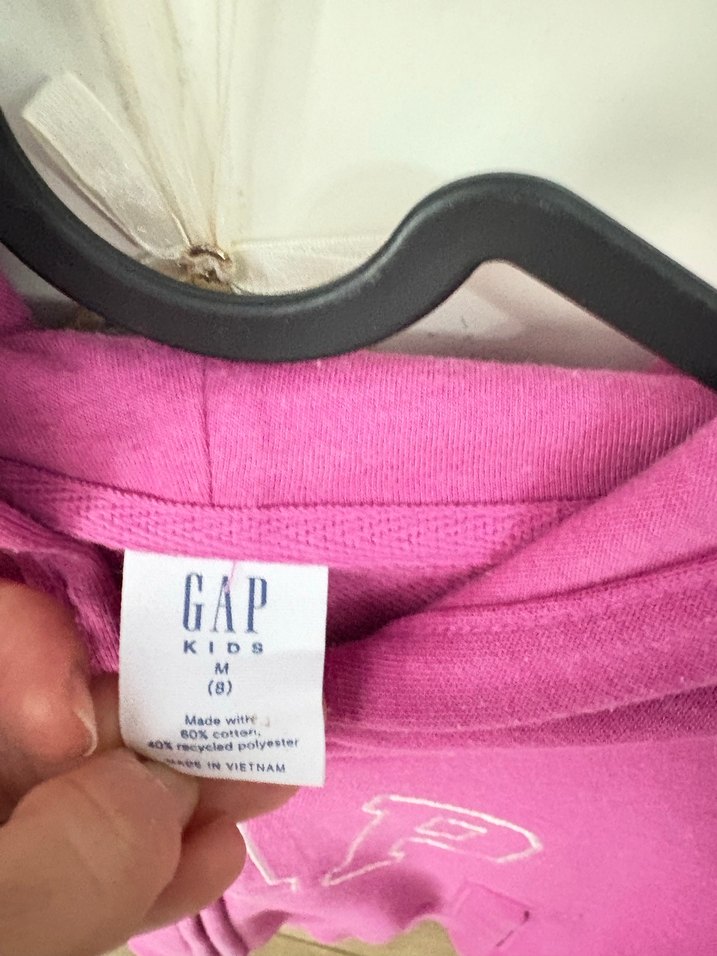 GAP
KIDS
M
(8)
Made with
60% cotton,
40% recycled polyester
MADE IN VIETNAM
P